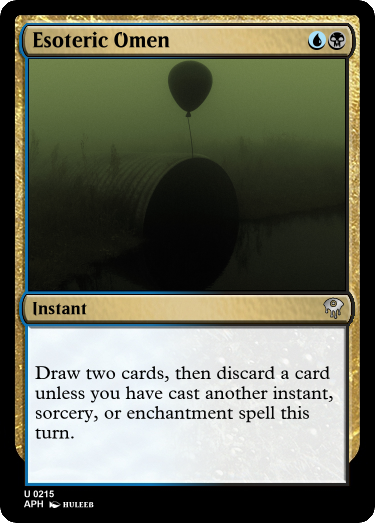 Esoteric Omen
Instant
Draw two cards, then discard a card
unless you have cast another instant,
sorcery, or enchantment spell this
turn.
U 0215
APH HULEEB